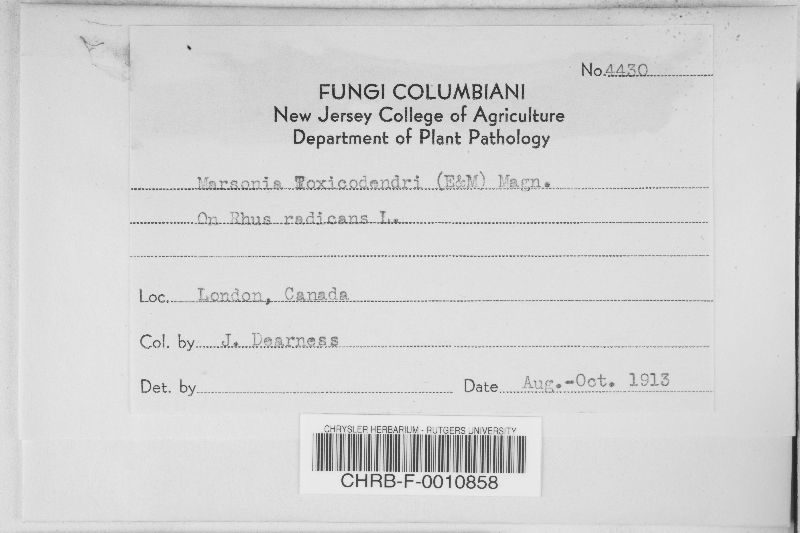 No. 4430
FUNGI COLUMBIANI
New Jersey College of Agriculture
Department of Plant Pathology
Marsonia Toxicodendri (E&M) Magn.
On Rhus radicans L.
Loc. London, Canada
Col. by J. Dearness
Det. by Date Aug.-Oct. 1913
CHRYSLER HERBARIUM - RUTGERS UNIVERSITY
CHRB-F-0010858